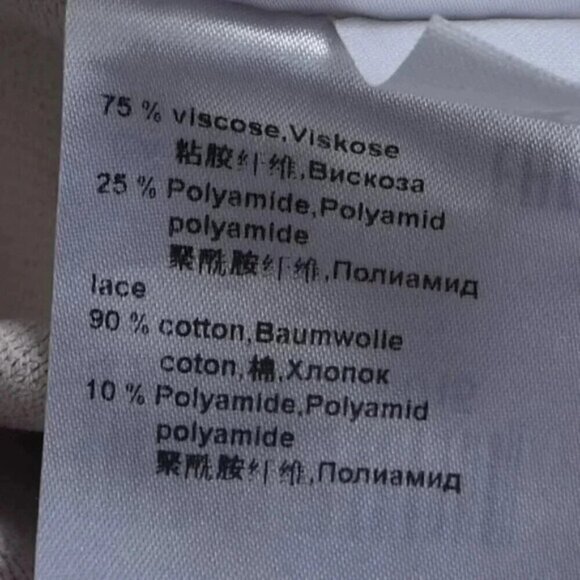 75 % viscose,Viskose
粘胶纤维,Вискоза
25 % Polyamide,Polyamid
polyamide
聚酰胺纤维,Полиамид
lace
90 % cotton,Baumwolle
coton,棉,Хлопок
10 % Polyamide,Polyamid
polyamide
聚酰胺纤维,Полиамид